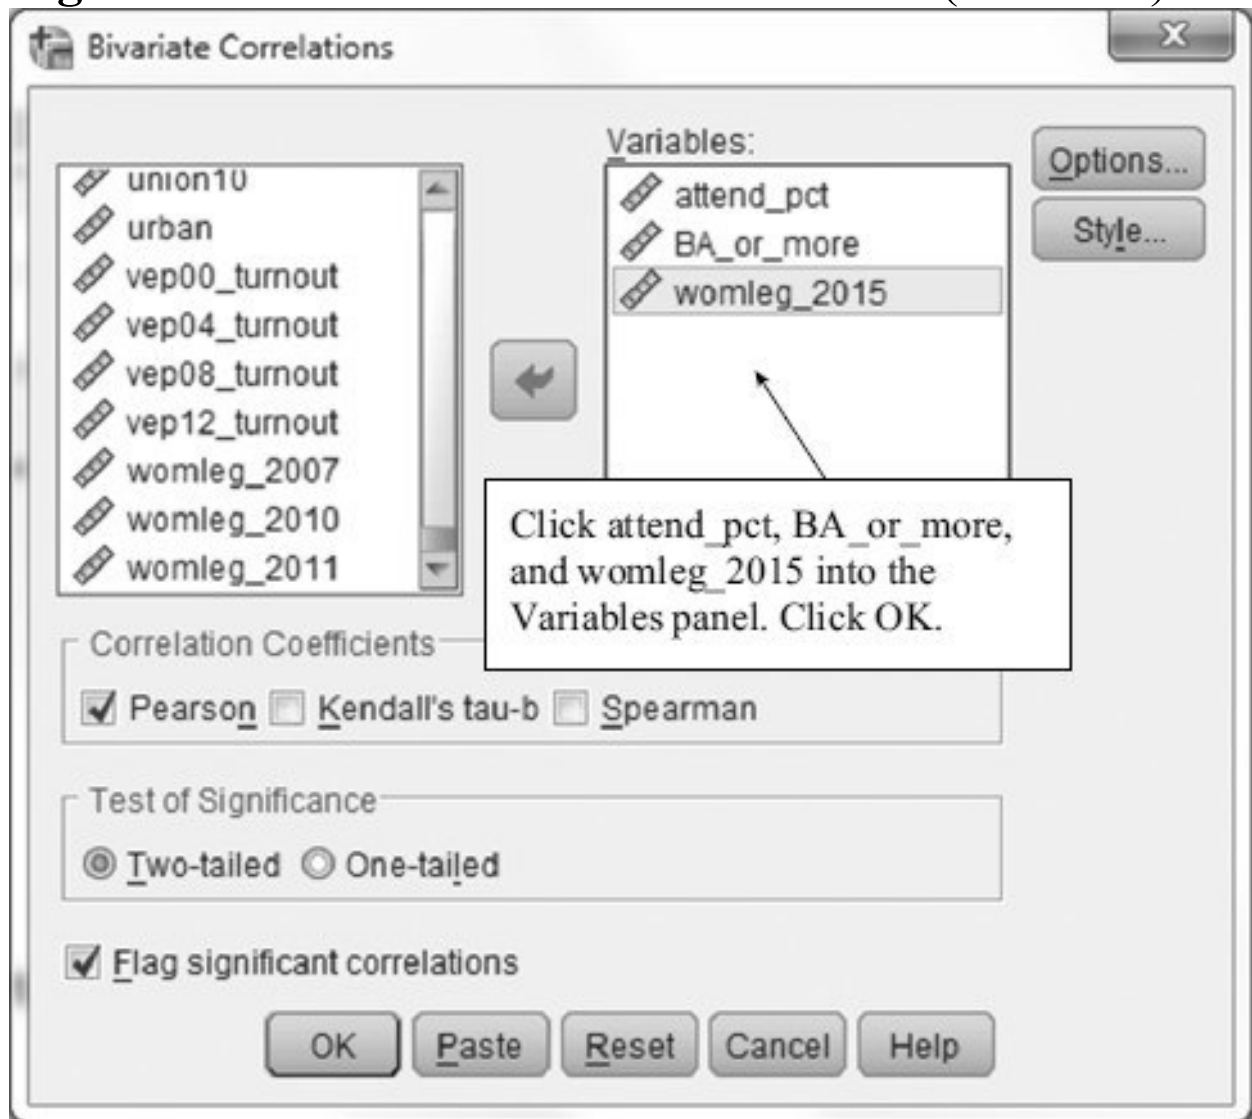 Bivariate Correlations
Variables:
union10
urban
vep00_turnout
vep04_turnout
vep08_turnout
vep12_turnout
womleg_2007
womleg_2010
womleg_2011
attend_pct
BA_or_more
womleg_2015
Options...
Style...
Click attend_pct, BA_or_more,
and womleg_2015 into the
Variables panel. Click OK.
Correlation Coefficients
Pearson Kendall's tau-b Spearman
Test of Significance
Two-tailed One-tailed
Flag significant correlations
OK Paste Reset Cancel Help